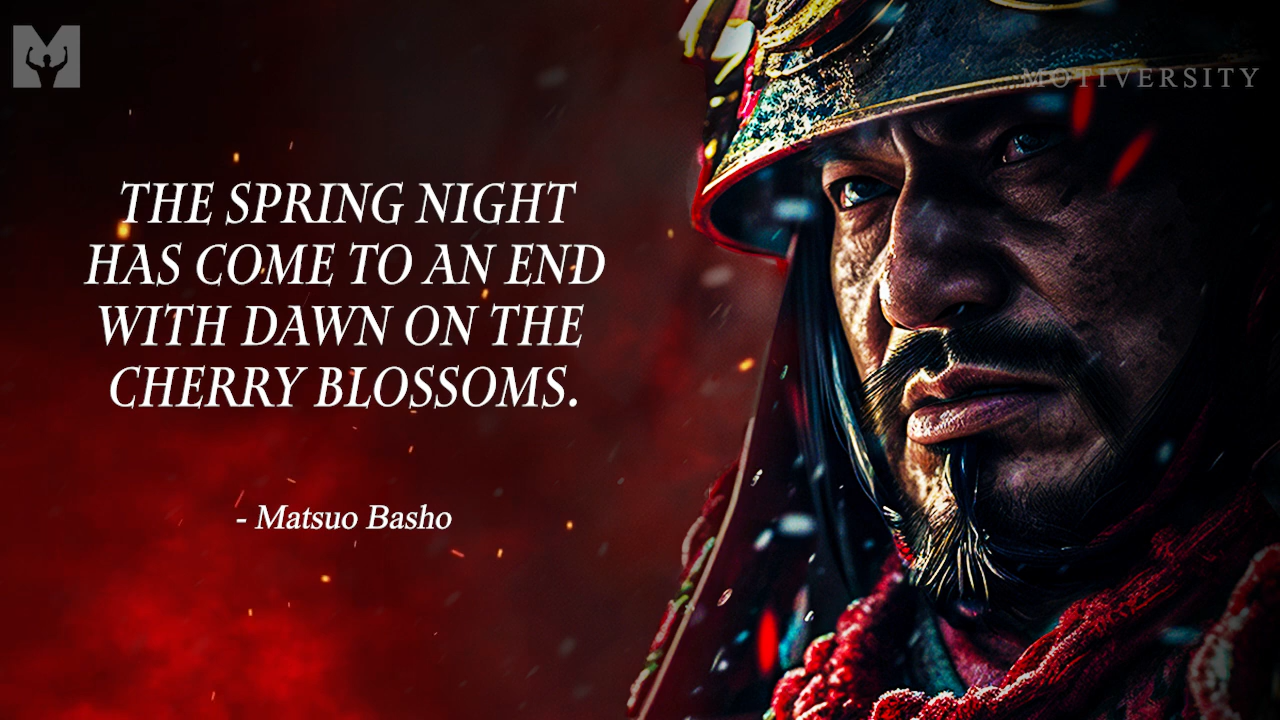 MOTIVERSITY
THE SPRING NIGHT
HAS COME TO AN END
WITH DAWN ON THE
CHERRY BLOSSOMS.
- Matsuo Basho